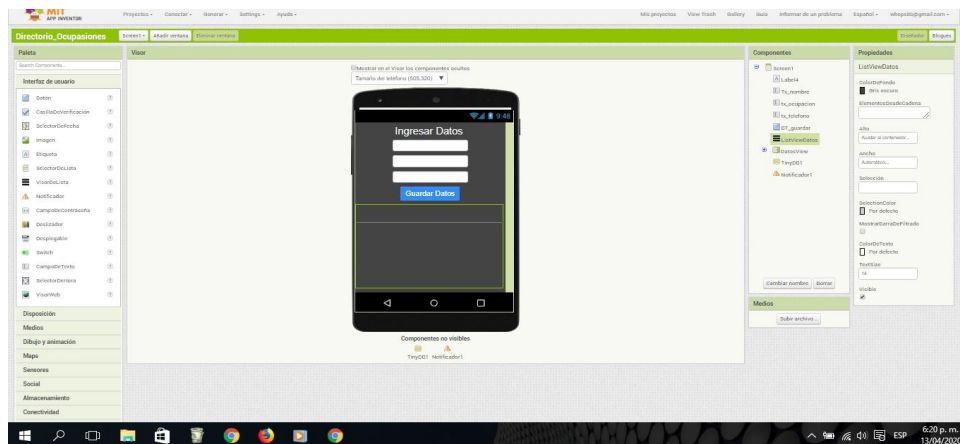 MIT
APP INVENTOR
Proyectos
Conectar
Generar
Settings
Ayuda
Mis proyectos
View Trash
Gallery
Guía
Informar de un problema
Español
Directorio_Ocupaciones
Screen1
Añadir ventana
Eliminar ventana
Diseñador
Bloques
Paleta
Search Components...
Interfaz de usuario
Botón
CasillaDeVerificación
SelectorDeFecha
Imagen
Etiqueta
SelectorDeLista
VisorDeLista
Notificador
CampoDeContraseña
Deslizador
Desplegable
Switch
CampoDeTexto
SelectorDeHora
VisorWeb
Disposición
Medios
Dibujo y animación
Maps
Sensores
Social
Almacenamiento
Conectividad
Visor
Mostrar en el Visor los componentes ocultos
Tamaño del teléfono (505,320)
9:48
Ingresar Datos
Guardar Datos
Componentes no visibles
TinyDB1
Notificador1
Componentes
Screen1
Label4
Tx_nombre
tx_ocupacion
tx_telefono
BT_guardar
ListViewDatos
DatosView
TinyDB1
Notificador1
Cambiar nombre
Borrar
Medios
Subir archivo...
Propiedades
ListViewDatos
ColorDeFondo
Gris oscuro
ElementosDesdeCadena
Alto
Ajustar al contenedor...
Ancho
Automático...
Selección
SelectionColor
Por defecto
MostrarBarraDeFiltrado
ColorDeTexto
Por defecto
TextSize
Visible
ESP
6:20 p. m.
13/04/2020